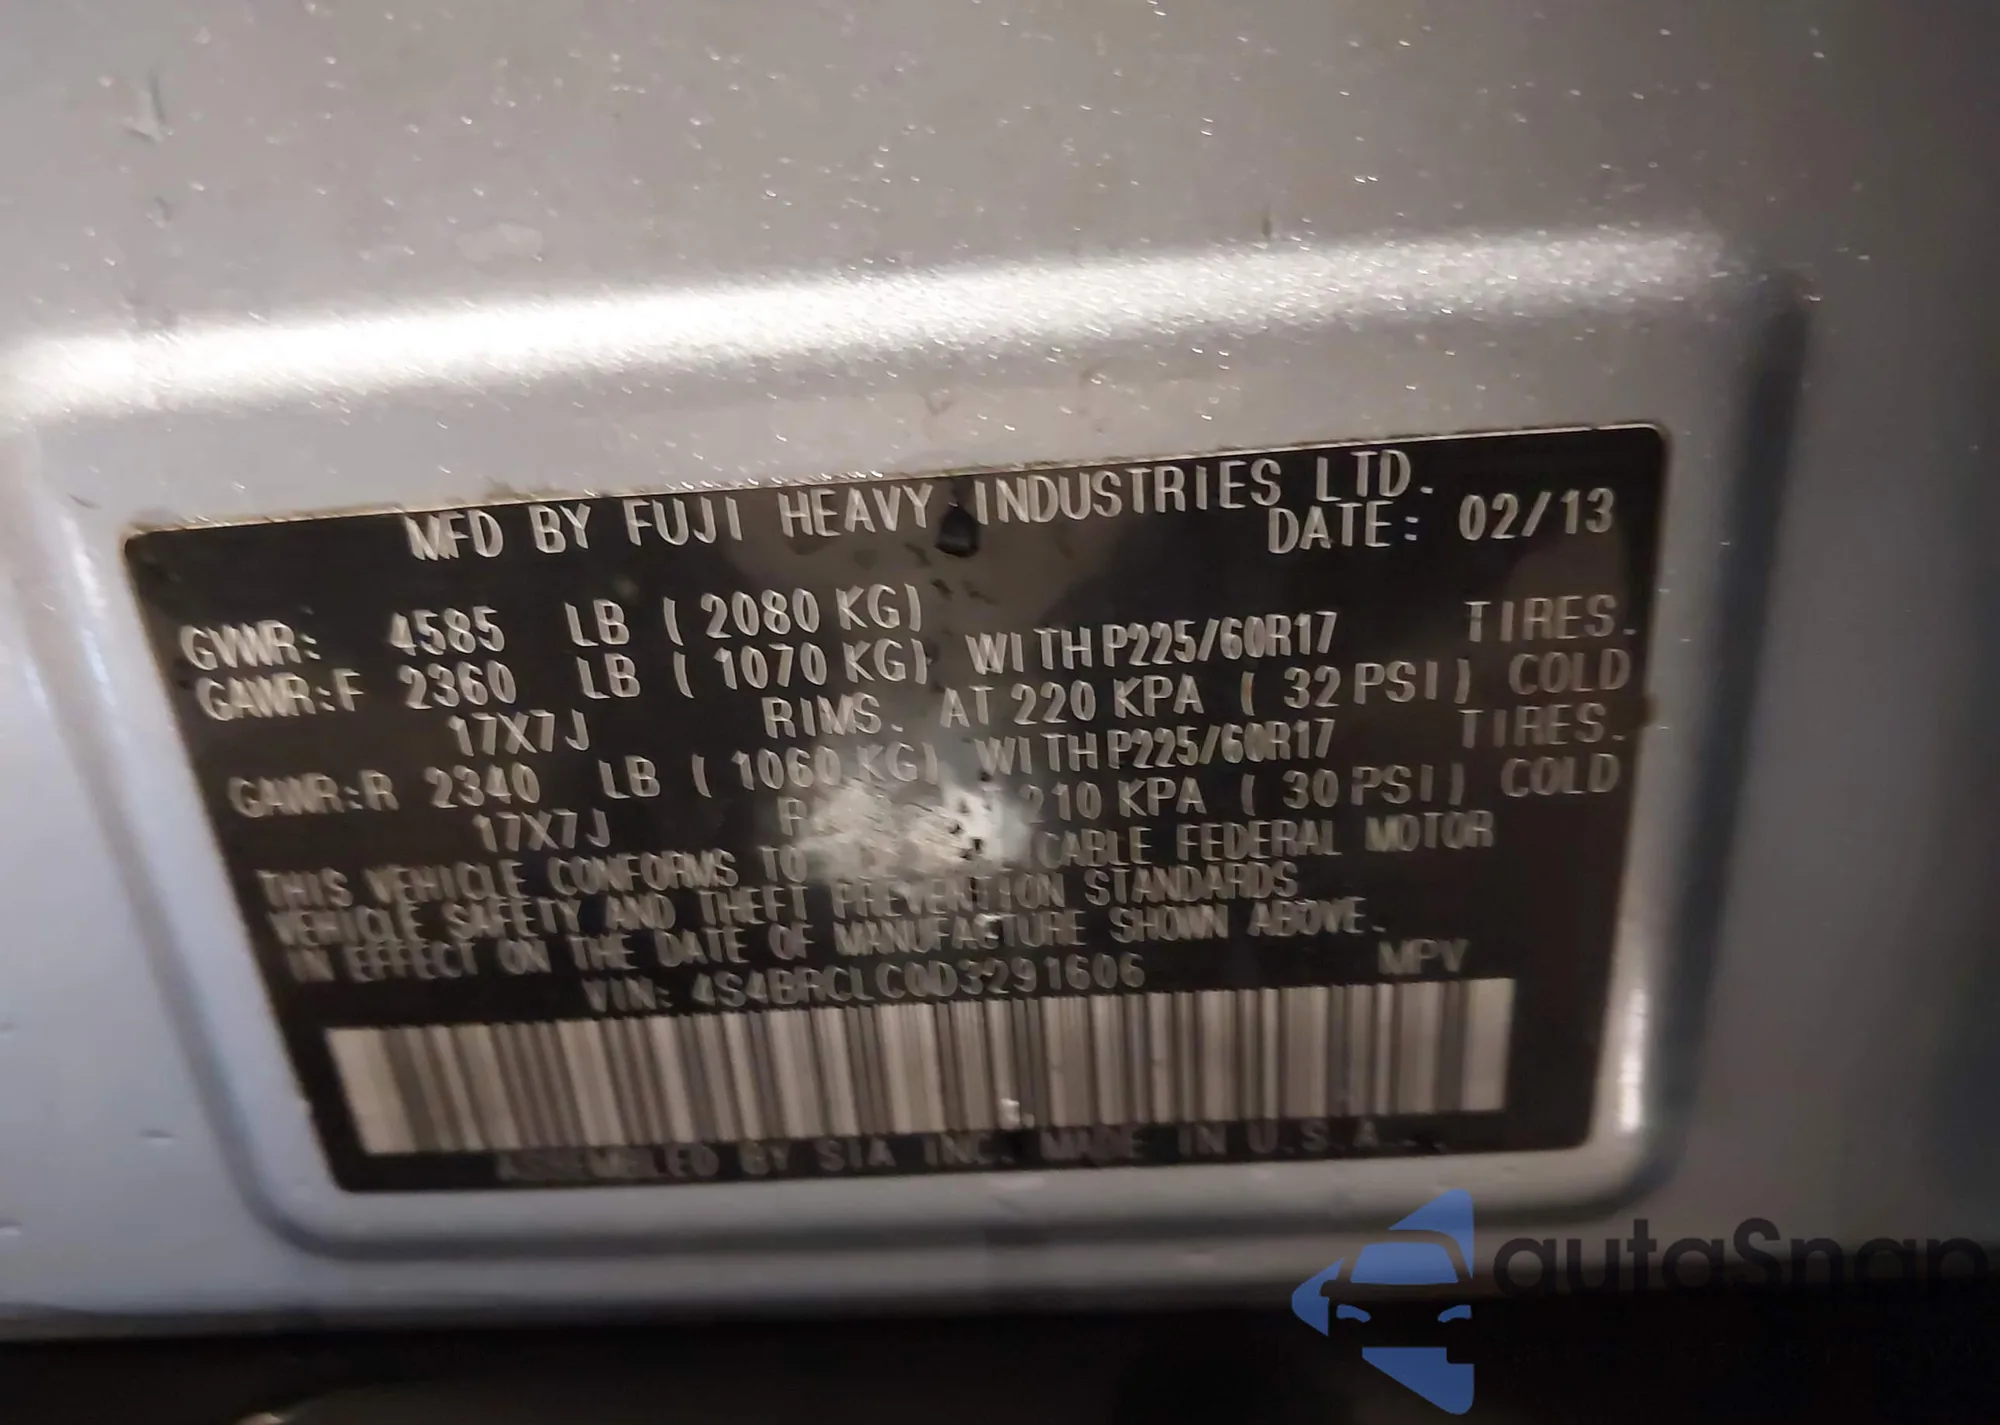 MFD BY FUJI HEAVY INDUSTRIES LTD.
DATE: 02/13
GVWR: 4585 LB ( 2080 KG)
GAWR:F 2360 LB ( 1070 KG) WITH P225/60R17 TIRES.
17X7J RIMS. AT 220 KPA ( 32 PSI) COLD
GAWR:R 2340 LB ( 1060 KG) WITH P225/60R17 TIRES.
17X7J 210 KPA ( 30 PSI) COLD
THIS VEHICLE CONFORMS TO FEDERAL MOTOR
VEHICLE SAFETY AND THEFT PREVENTION STANDARDS
IN EFFECT ON THE DATE OF MANUFACTURE SHOWN ABOVE.
VIN: 4S4BRCLC0D3291606 MPV
ASSEMBLED BY SIA INC. MADE IN U.S.A.
autaSnap